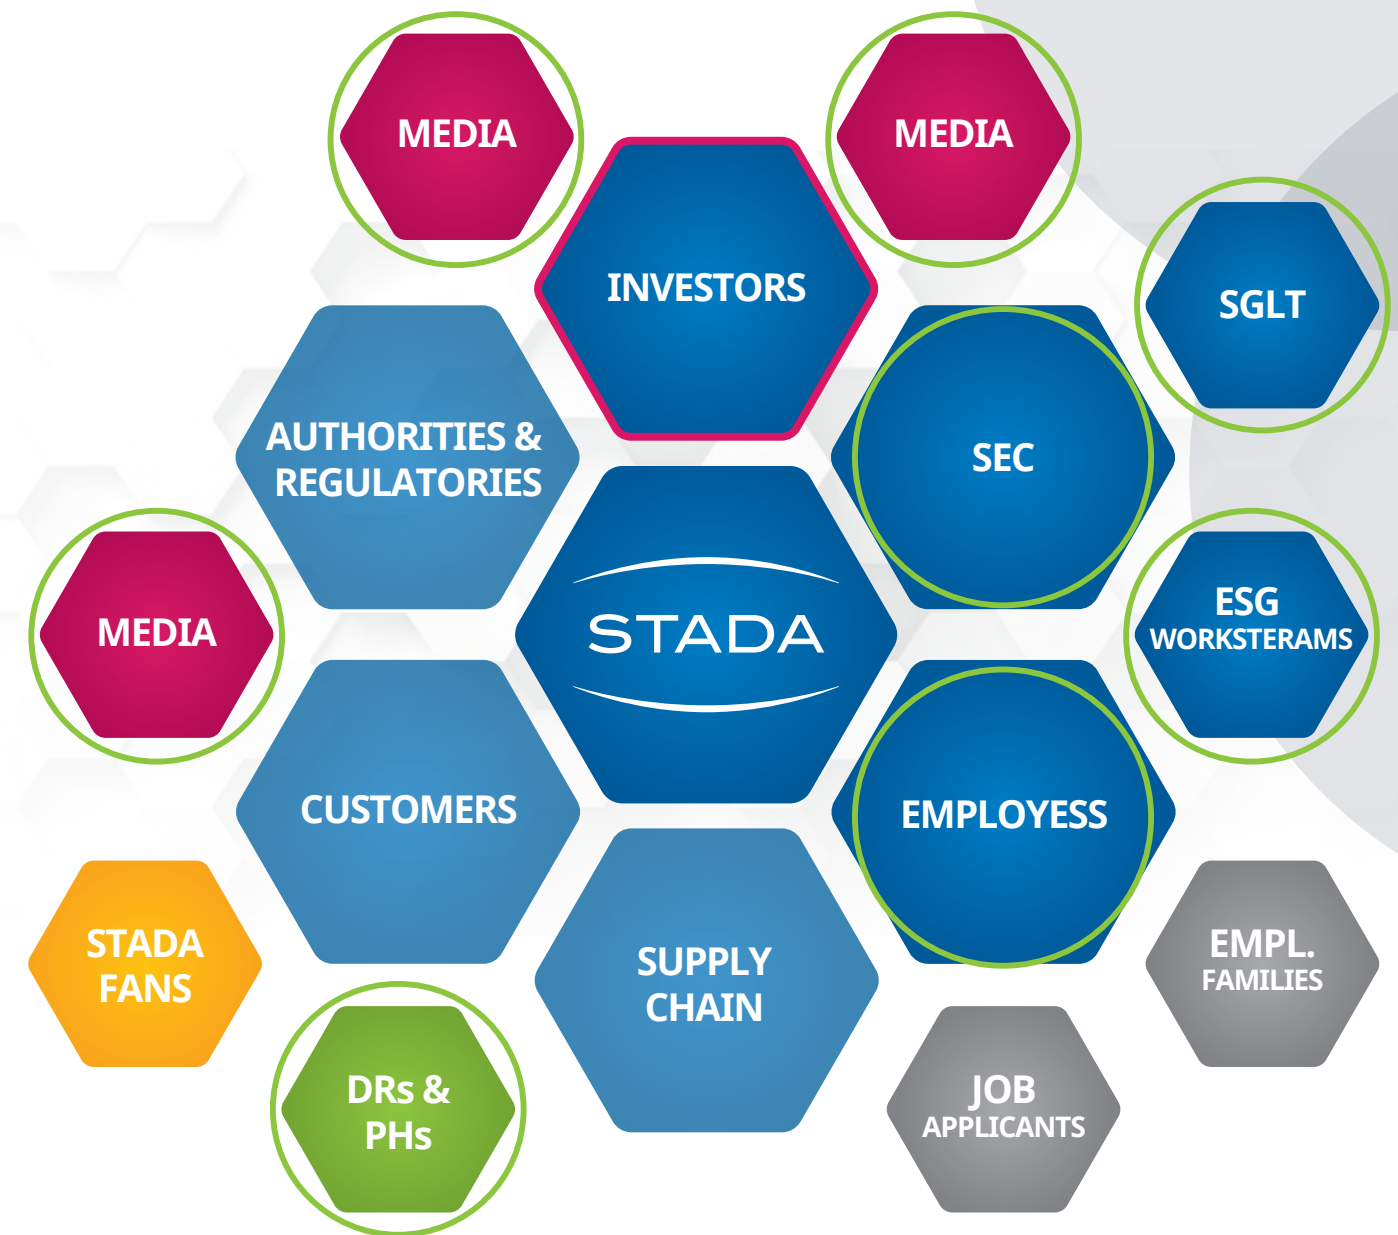 MEDIA
MEDIA
INVESTORS
SGLT
AUTHORITIES &
REGULATORIES
SEC
MEDIA
STADA
ESG
WORKSTERAMS
CUSTOMERS
EMPLOYESS
STADA
FANS
SUPPLY
CHAIN
EMPL.
FAMILIES
DRs &
PHs
JOB
APPLICANTS